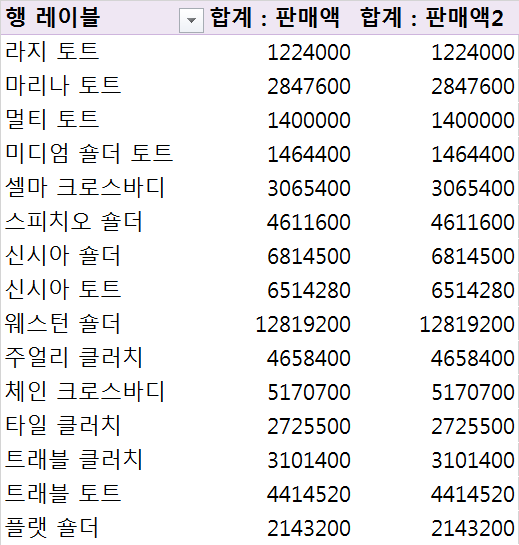 행 레이블 합계 : 판매액 합계 : 판매액2
라지 토트 1224000 1224000
마리나 토트 2847600 2847600
멀티 토트 1400000 1400000
미디엄 숄더 토트 1464400 1464400
셀마 크로스바디 3065400 3065400
스피치오 숄더 4611600 4611600
신시아 숄더 6814500 6814500
신시아 토트 6514280 6514280
웨스턴 숄더 12819200 12819200
주얼리 클러치 4658400 4658400
체인 크로스바디 5170700 5170700
타일 클러치 2725500 2725500
트래블 클러치 3101400 3101400
트래블 토트 4414520 4414520
플랫 숄더 2143200 2143200